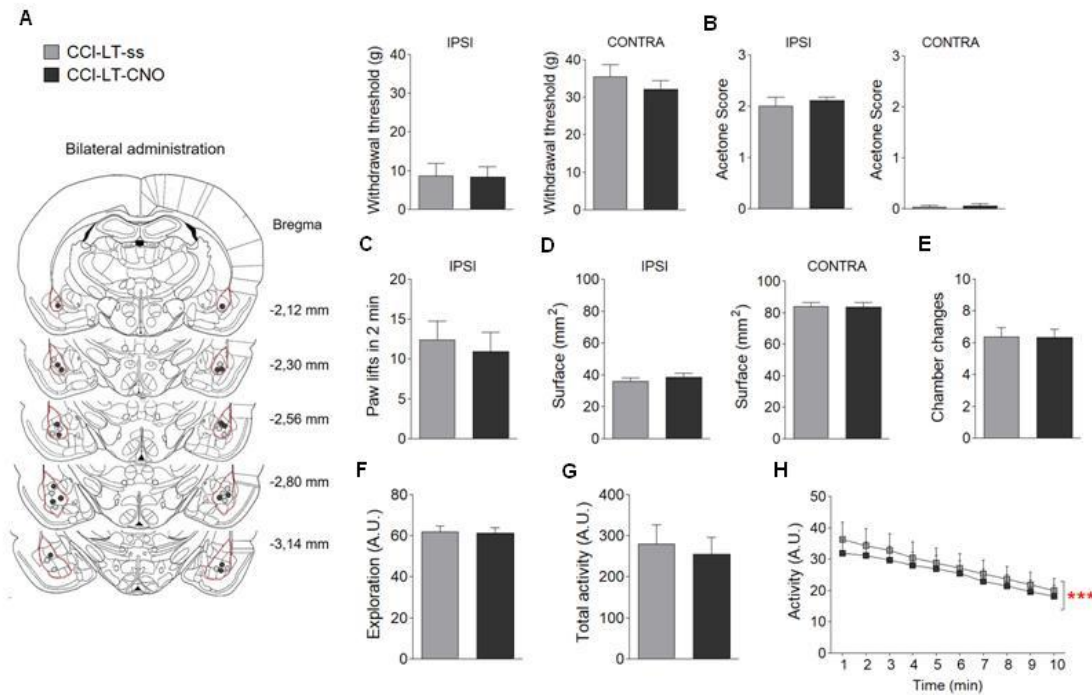 A
CCI-LT-ss
CCI-LT-CNO
Bilateral administration
Bregma
-2,12 mm
-2,30 mm
-2,56 mm
-2,80 mm
-3,14 mm
IPSI
Withdrawal threshold (g)
40
30
20
10
0
CONTRA
Withdrawal threshold (g)
40
30
20
10
0
B
IPSI
Acetone Score
3
2
1
0
CONTRA
Acetone Score
3
2
1
0
C
IPSI
Paw lifts in 2 min
20
15
10
5
0
D
IPSI
Surface (mm2)
100
80
60
40
20
0
CONTRA
Surface (mm2)
100
80
60
40
20
0
E
Chamber changes
10
8
6
4
2
0
F
Exploration (A.U.)
80
60
40
20
0
G
Total activity (A.U.)
400
300
200
100
0
H
Activity (A.U.)
50
40
30
20
10
0
1 2 3 4 5 6 7 8 9 10
Time (min)
***